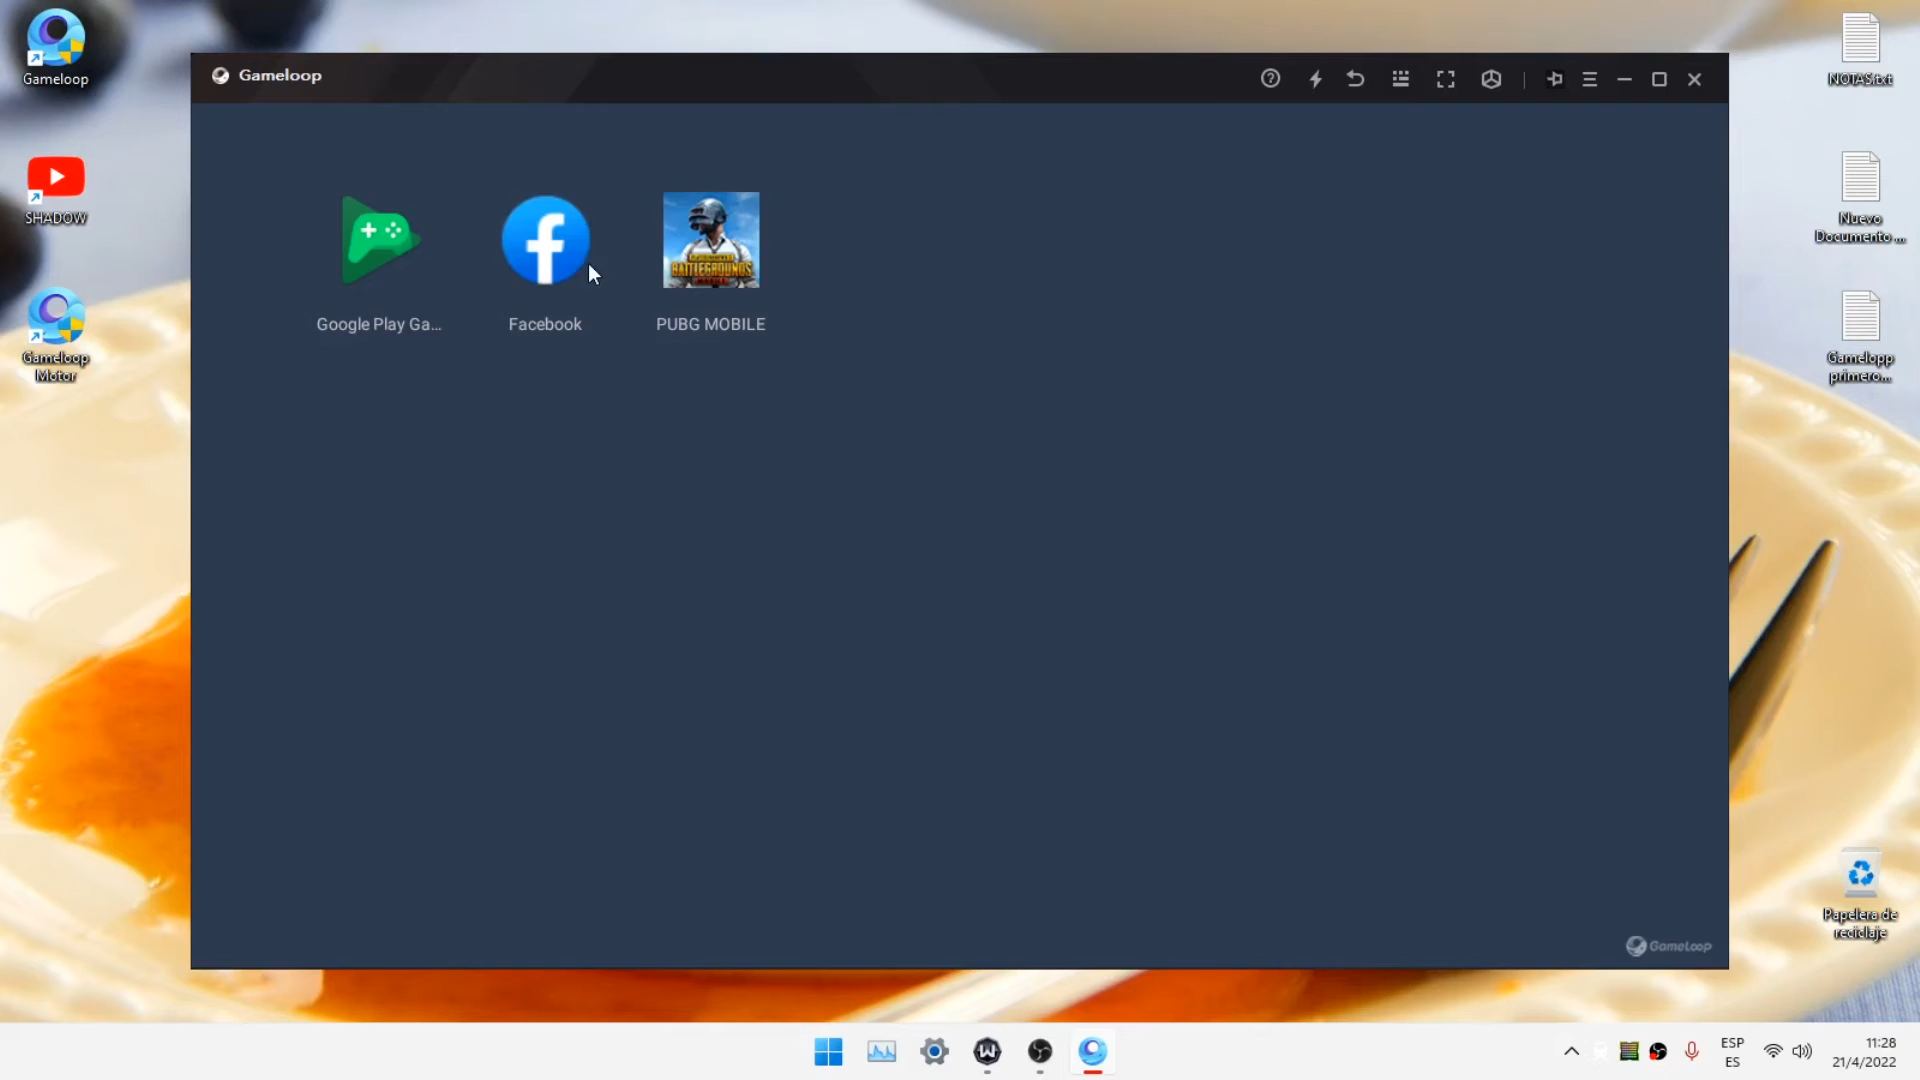 Gameloop
SHADOW
Gameloop
Motor
Gameloop
Google Play Ga...
Facebook
BATTLEGROUNDS
PUBG MOBILE
GameLoop
NOTAS.txt
Nuevo
Documento ...
Gamelopp
primero...
Papelera de
reciclaje
ESP
ES
11:28
21/4/2022